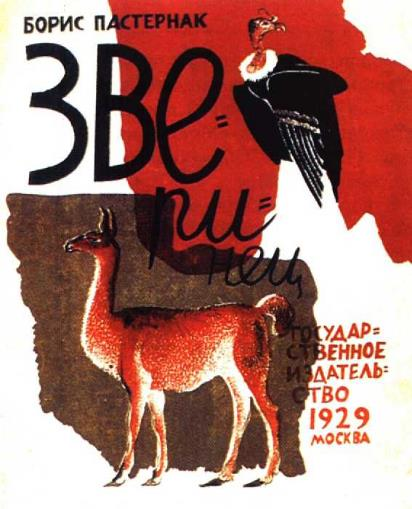 БОРИС ПАСТЕРНАК
ЗВЕ=
РИ=
НЕЦ
ГОСУДАР=
СТВЕННОЕ
ИЗДАТЕЛЬ=
СТВО
1929
МОСКВА